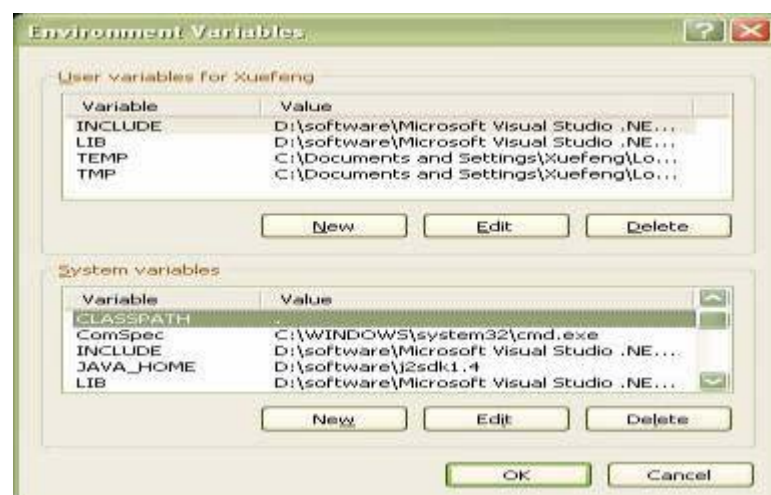 Environment Variables
User variables for Xuefeng
Variable Value
INCLUDE D:\software\Microsoft Visual Studio .NE...
LIB D:\software\Microsoft Visual Studio .NE...
TEMP C:\Documents and Settings\Xuefeng\Lo...
TMP C:\Documents and Settings\Xuefeng\Lo...
New Edit Delete
System variables
Variable Value
CLASSPATH .
ComSpec C:\WINDOWS\system32\cmd.exe
INCLUDE D:\software\Microsoft Visual Studio .NE...
JAVA_HOME D:\software\j2sdk1.4
LIB D:\software\Microsoft Visual Studio .NE...
New Edit Delete
OK Cancel